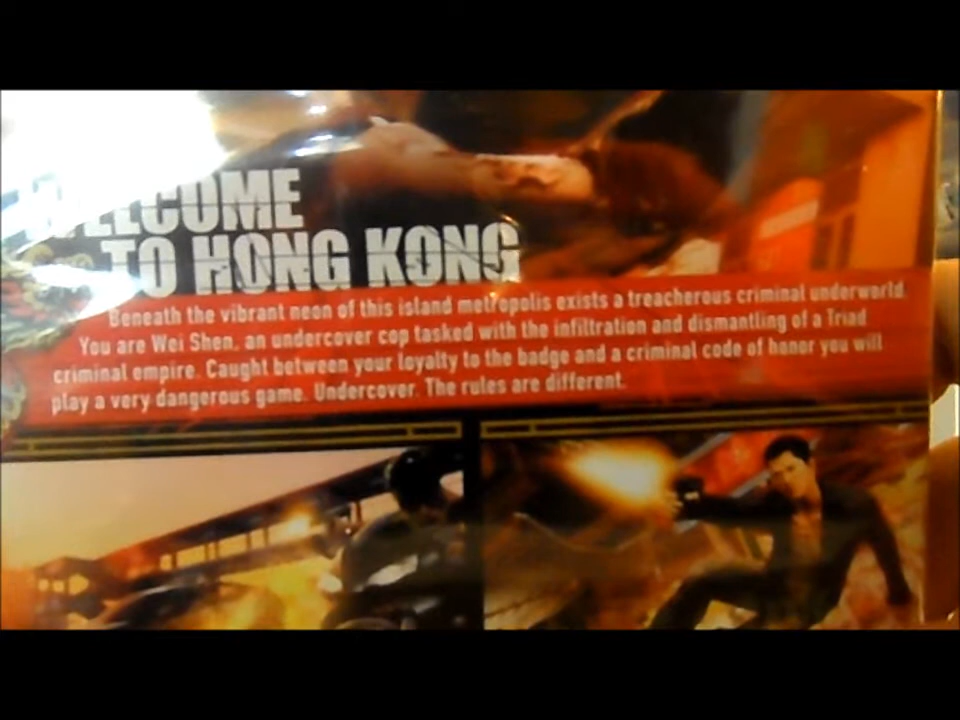 WELCOME
TO HONG KONG
Beneath the vibrant neon of this island metropolis exists a treacherous criminal underworld.
You are Wei Shen, an undercover cop tasked with the infiltration and dismantling of a Triad
criminal empire. Caught between your loyalty to the badge and a criminal code of honor you will
play a very dangerous game. Undercover. The rules are different.